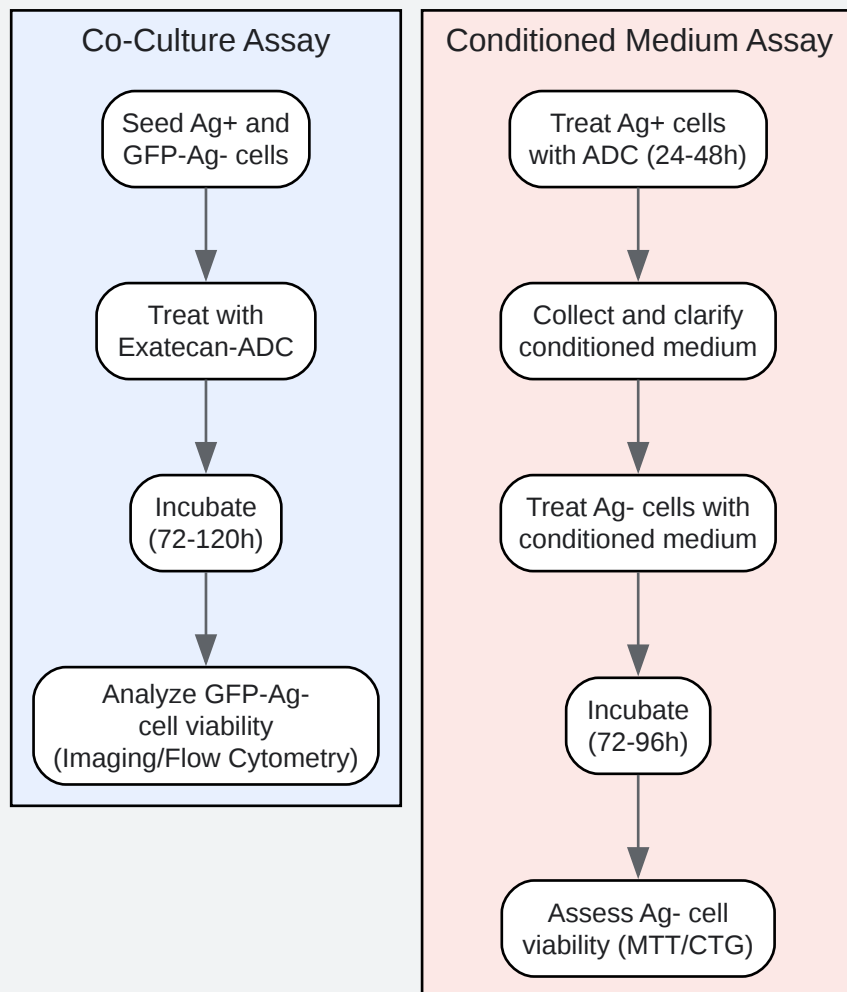 Co-Culture Assay
Seed Ag+ and
GFP-Ag- cells
Treat with
Exatecan-ADC
Incubate
(72-120h)
Analyze GFP-Ag-
cell viability
(Imaging/Flow Cytometry)
Conditioned Medium Assay
Treat Ag+ cells
with ADC (24-48h)
Collect and clarify
conditioned medium
Treat Ag- cells with
conditioned medium
Incubate
(72-96h)
Assess Ag- cell
viability (MTT/CTG)